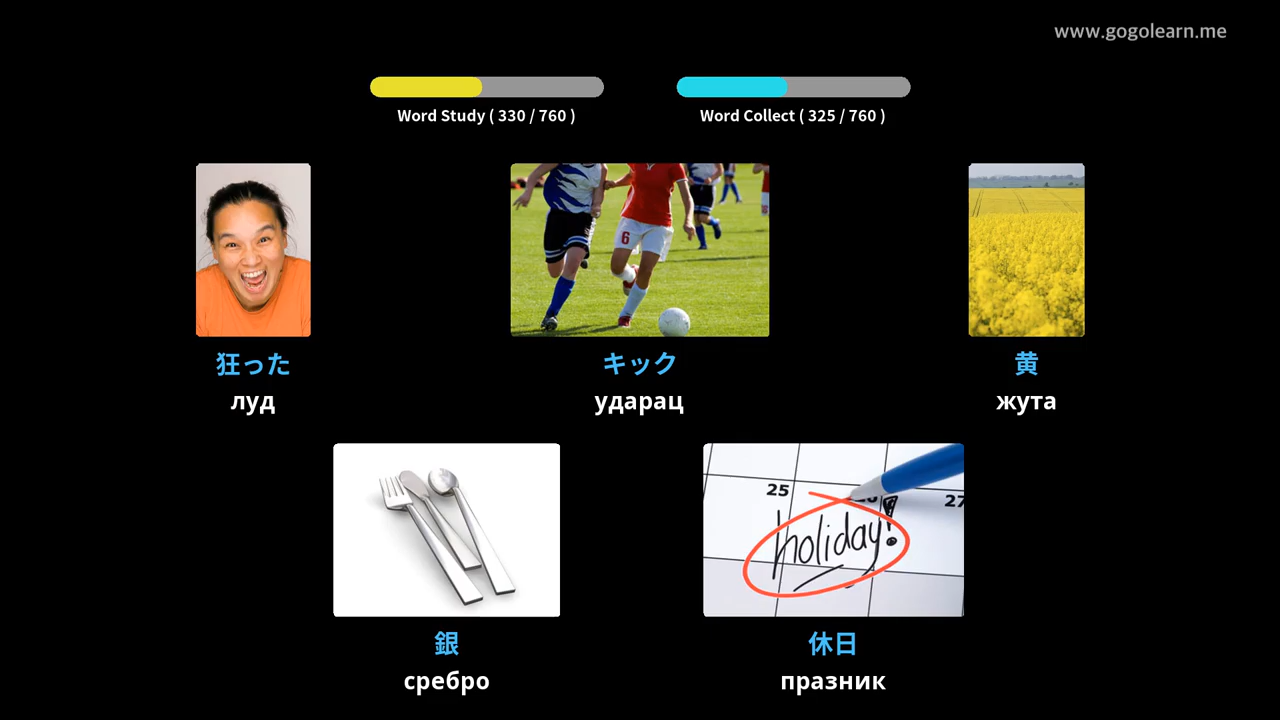 www.gogolearn.me
Word Study ( 330 / 760 )
Word Collect ( 325 / 760 )
狂った
луд
キック
ударац
6
黄
жута
25
27
holiday!
銀
сребро
休日
празник